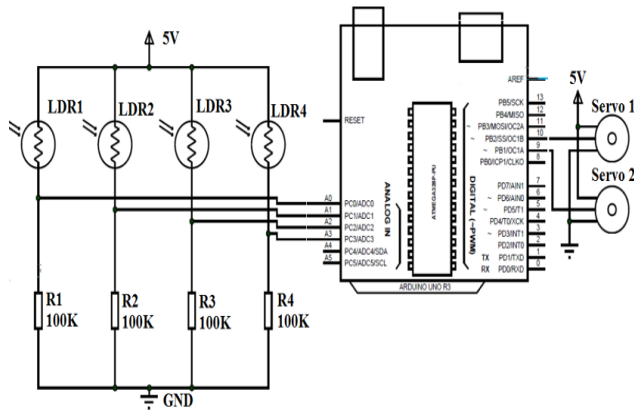 5V
LDR1
LDR2
LDR3
LDR4
R1
100K
R2
100K
R3
100K
R4
100K
GND
RESET
AREF
PB5/SCK
13
PB4/MISO
12
~ PB3/MOSI/OC2A
11
~ PB2/SS/OC1B
10
~ PB1/OC1A
9
PB0/ICP1/CLKO
8
A0
PC0/ADC0
A1
PC1/ADC1
A2
PC2/ADC2
A3
PC3/ADC3
A4
PC4/ADC4/SDA
A5
PC5/ADC5/SCL
ANALOG IN
ATMEGA328P-PU
DIGITAL (~PWM)
PD7/AIN1
7
~ PD6/AIN0
6
~ PD5/T1
5
PD4/T0/XCK
4
~ PD3/INT1
3
PD2/INT0
2
TX PD1/TXD
1
RX PD0/RXD
0
ARDUINO UNO R3
5V
Servo 1
Servo 2